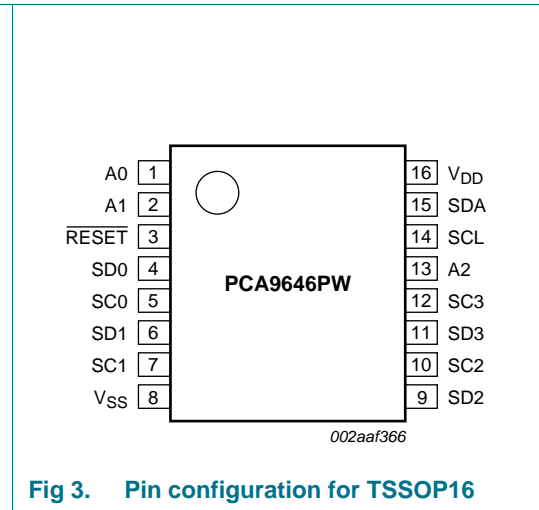 A0 1 16 VDD
A1 2 15 SDA
RESET 3 14 SCL
SD0 4 13 A2
PCA9646PW
SC0 5 12 SC3
SD1 6 11 SD3
SC1 7 10 SC2
VSS 8 9 SD2
002aaf366
Fig 3. Pin configuration for TSSOP16